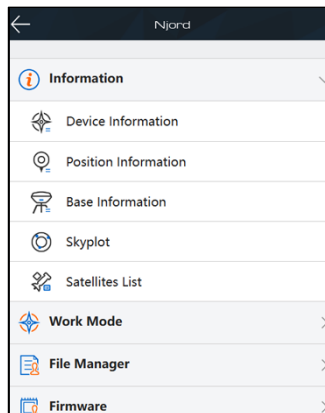 Njord
Information
Device Information
Position Information
Base Information
Skyplot
Satellites List
Work Mode
File Manager
Firmware